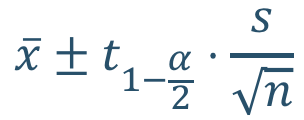 x̄ ± t_{1−α/2} · s/√n